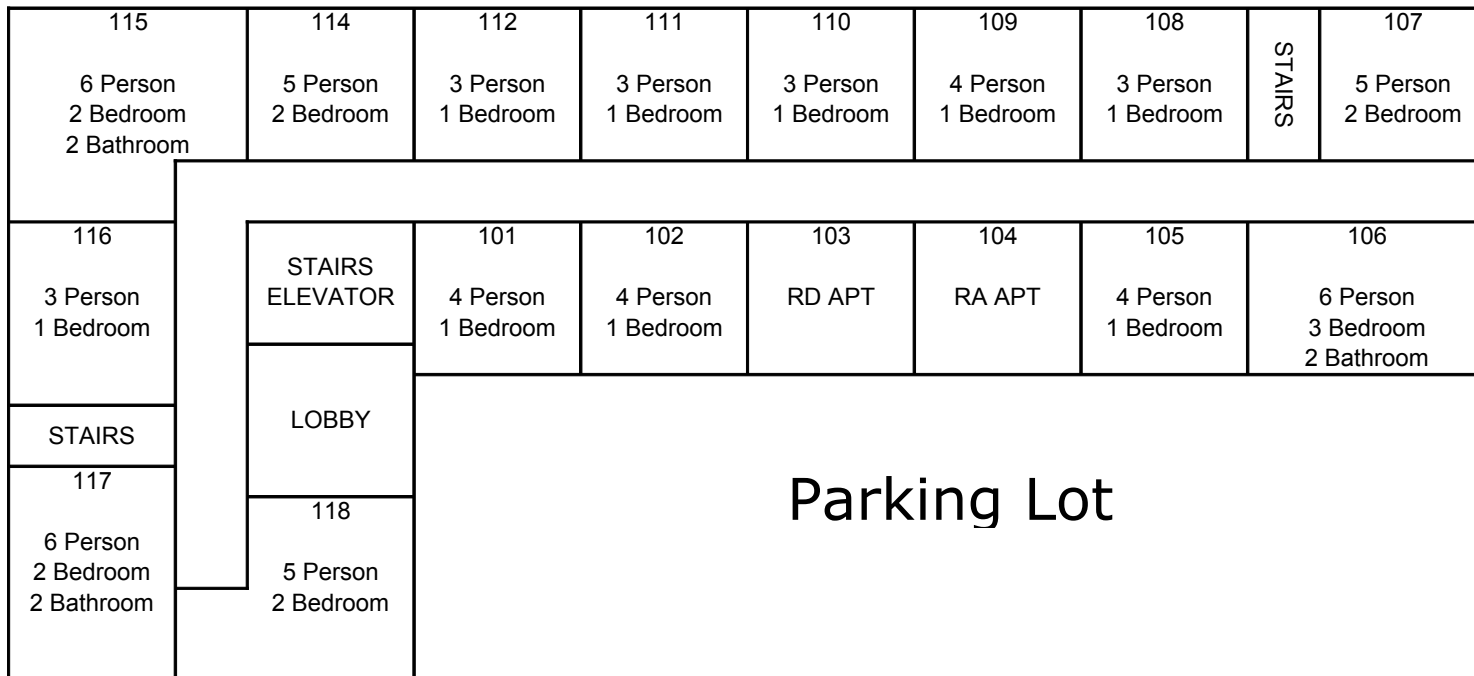 115
6 Person
2 Bedroom
2 Bathroom
114
5 Person
2 Bedroom
112
3 Person
1 Bedroom
111
3 Person
1 Bedroom
110
3 Person
1 Bedroom
109
4 Person
1 Bedroom
108
3 Person
1 Bedroom
STAIRS
107
5 Person
2 Bedroom
116
3 Person
1 Bedroom
STAIRS
ELEVATOR
101
4 Person
1 Bedroom
102
4 Person
1 Bedroom
103
RD APT
104
RA APT
105
4 Person
1 Bedroom
106
6 Person
3 Bedroom
2 Bathroom
STAIRS
LOBBY
117
6 Person
2 Bedroom
2 Bathroom
118
5 Person
2 Bedroom
Parking Lot